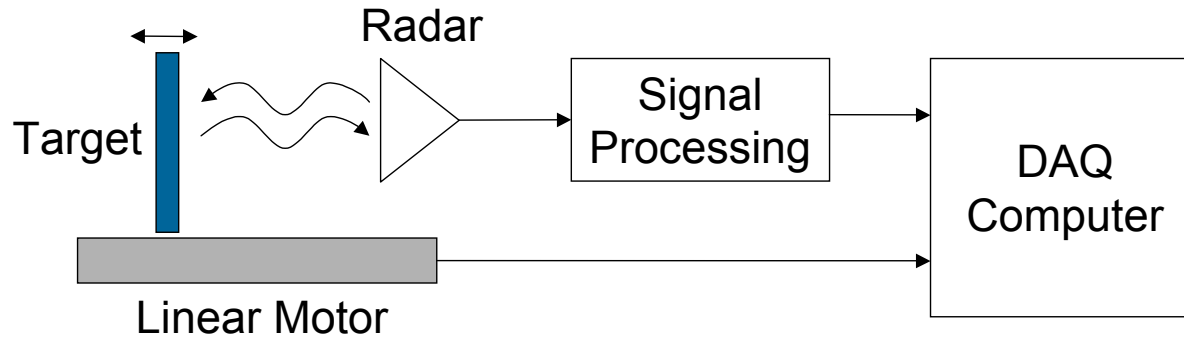 Radar
Target
Signal
Processing
DAQ
Computer
Linear Motor